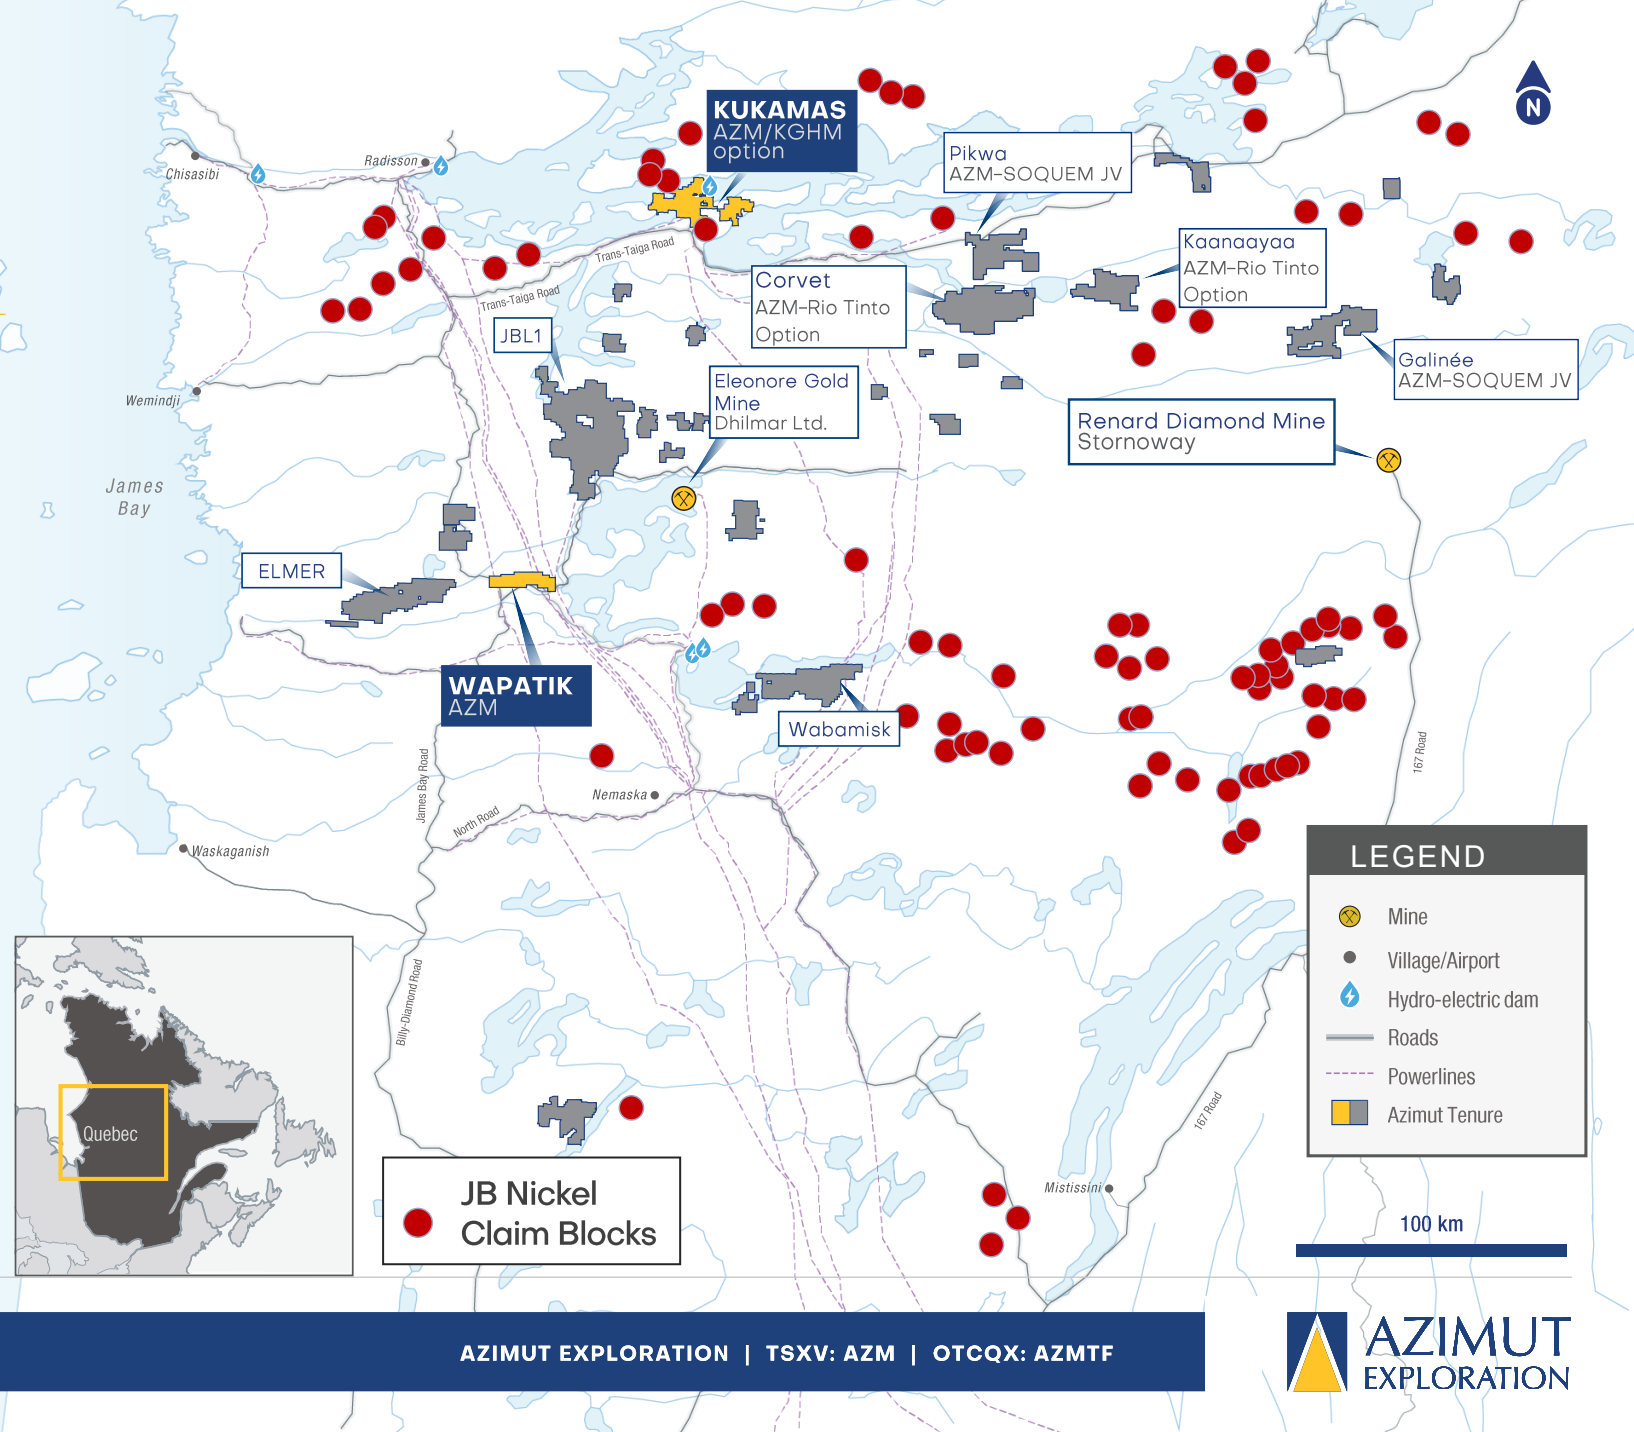 KUKAMAS
AZM/KGHM
option
N
Pikwa
AZM–SOQUEM JV
Radisson
Chisasibi
Kaanaayaa
AZM–Rio Tinto
Option
Trans-Taiga Road
Trans-Taiga Road
Corvet
AZM–Rio Tinto
Option
JBL1
Galinée
AZM–SOQUEM JV
Eleonore Gold
Mine
Dhilmar Ltd.
Wemindji
Renard Diamond Mine
Stornoway
James
Bay
ELMER
WAPATIK
AZM
Wabamisk
James Bay Road
167 Road
Nemaska
North Road
Waskaganish
LEGEND
Mine
Village/Airport
Hydro-electric dam
Roads
Powerlines
Azimut Tenure
Billy-Diamond Road
Quebec
167 Road
Mistissini
JB Nickel
Claim Blocks
100 km
AZIMUT EXPLORATION | TSXV: AZM | OTCQX: AZMTF
AZIMUT
EXPLORATION